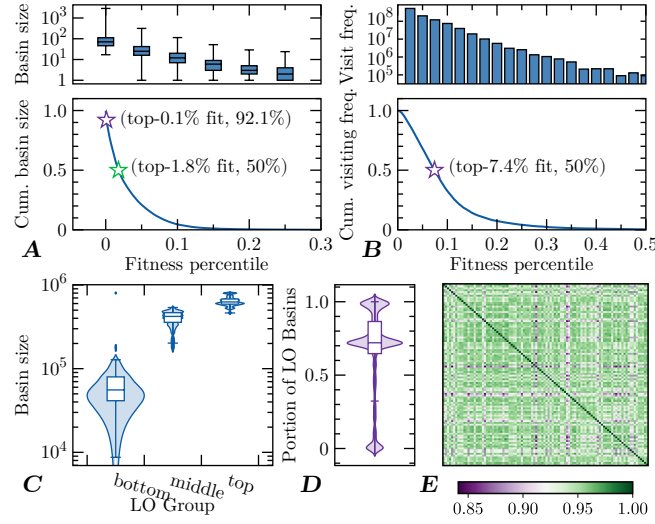 Basin size
10³
10²
10¹
1
Visit freq.
10⁸
10⁷
10⁶
10⁵
Cum. basin size
1.0
0.5
0
(top-0.1% fit, 92.1%)
(top-1.8% fit, 50%)
0
0.1
0.2
0.3
Fitness percentile
A
Cum. visiting freq.
1.0
0.5
0
(top-7.4% fit, 50%)
0
0.1
0.2
0.3
0.4
0.5
Fitness percentile
B
Basin size
10⁶
10⁵
10⁴
bottom
middle
top
LO Group
C
Portion of LO Basins
1.0
0.5
0
D
E
0.85
0.90
0.95
1.00